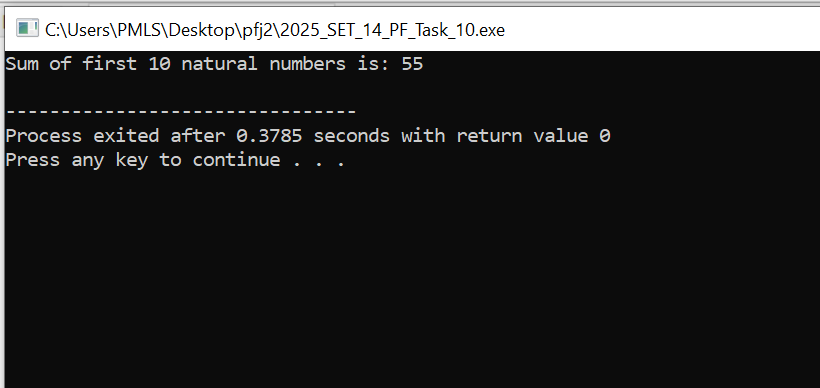 C:\Users\PMLS\Desktop\pfj2\2025_SET_14_PF_Task_10.exe
Sum of first 10 natural numbers is: 55
--------------------------------
Process exited after 0.3785 seconds with return value 0
Press any key to continue . . .